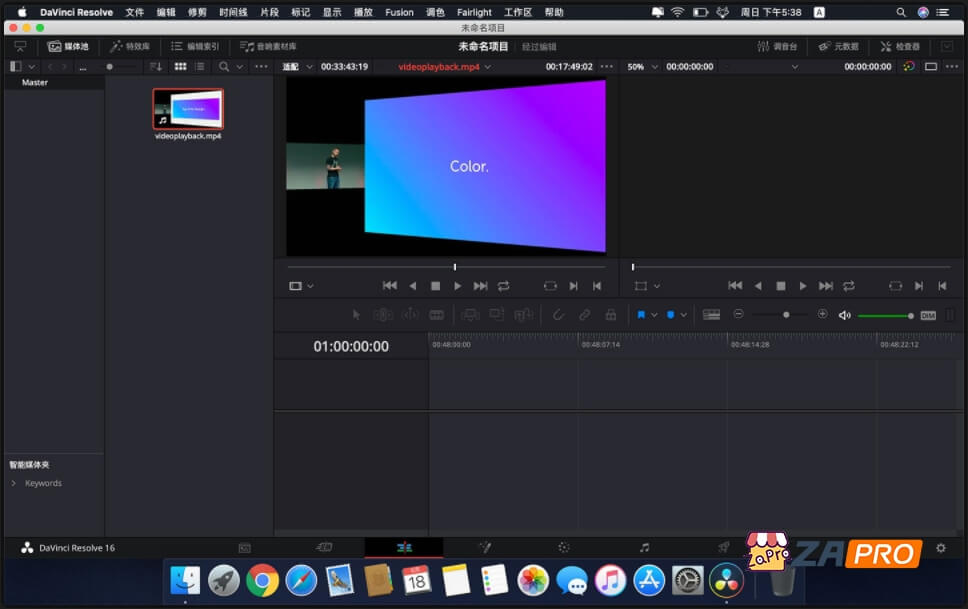 DaVinci Resolve 文件 编辑 修剪 时间线 片段 标记 显示 播放 Fusion 调色 Fairlight 工作区 帮助 周日 下午5:38 A
未命名项目
媒体池 特效库 编辑索引 音响素材库 未命名项目 经过编辑 调音台 元数据 检查器
... 适配 00:33:43:19 videoplayback.mp4 00:17:49:02 ... 50% 00:00:00:00 00:00:00:00 ...
Master
videoplayback.mp4
Color.
DIM
01:00:00:00
00:48:00:00 00:48:07:14 00:48:14:28 00:48:22:12
智能媒体夹
Keywords
DaVinci Resolve 16
ZAPRO
ZAPRO
18